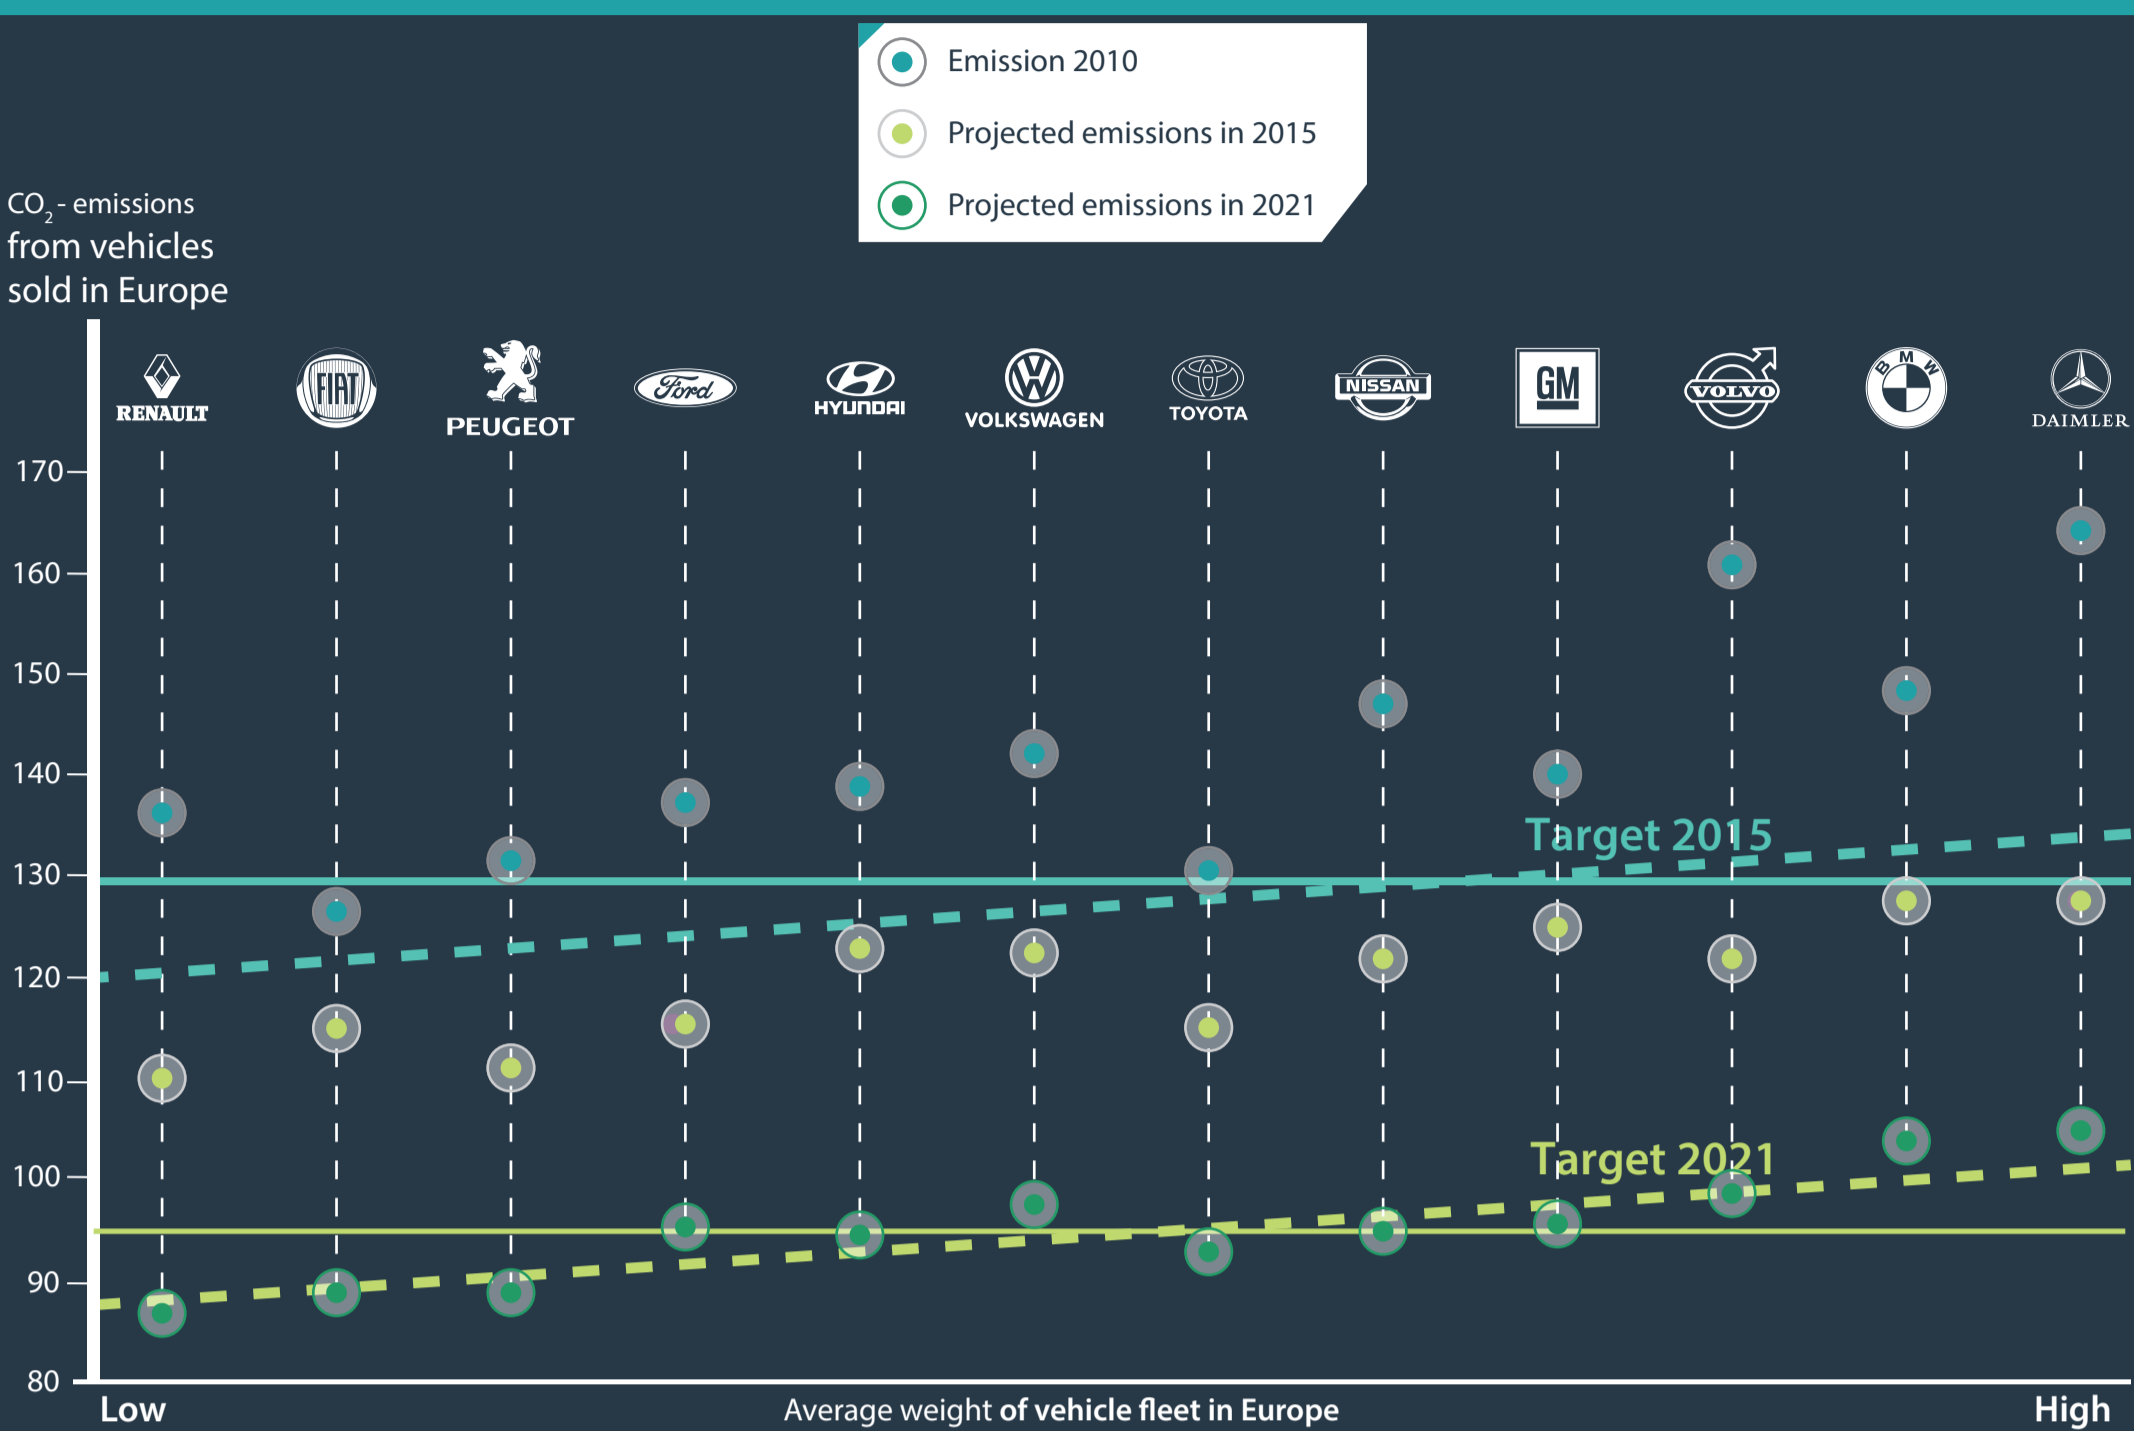 Emission 2010
Projected emissions in 2015
Projected emissions in 2021
CO₂ - emissions
from vehicles
sold in Europe
RENAULT
FIAT
PEUGEOT
Ford
HYUNDAI
VOLKSWAGEN
TOYOTA
NISSAN
GM
VOLVO
BMW
DAIMLER
170
160
150
140
Target 2015
130
120
110
Target 2021
100
90
80
Low
Average weight of vehicle fleet in Europe
High